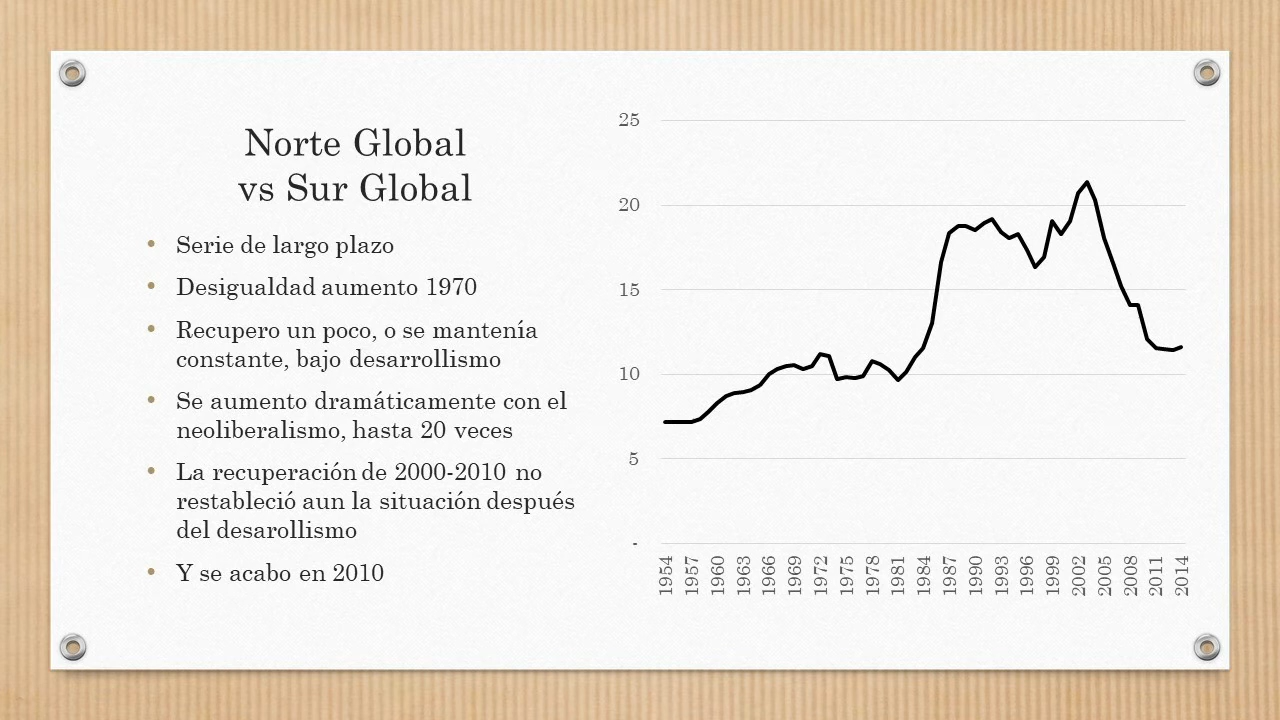 Norte Global
vs Sur Global
• Serie de largo plazo
• Desigualdad aumento 1970
• Recupero un poco, o se mantenía
constante, bajo desarrollismo
• Se aumento dramáticamente con el
neoliberalismo, hasta 20 veces
• La recuperación de 2000-2010 no
restableció aun la situación después
del desarollismo
• Y se acabo en 2010
25
20
15
10
5
-
1954
1957
1960
1963
1966
1969
1972
1975
1978
1981
1984
1987
1990
1993
1996
1999
2002
2005
2008
2011
2014